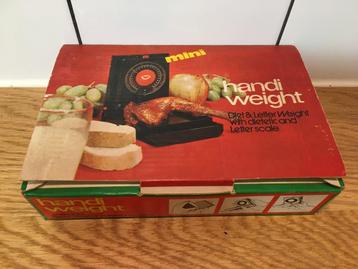 mini
handi
weight
Diet & Letter Weight
with dietetic and
Letter scale
handi
weight